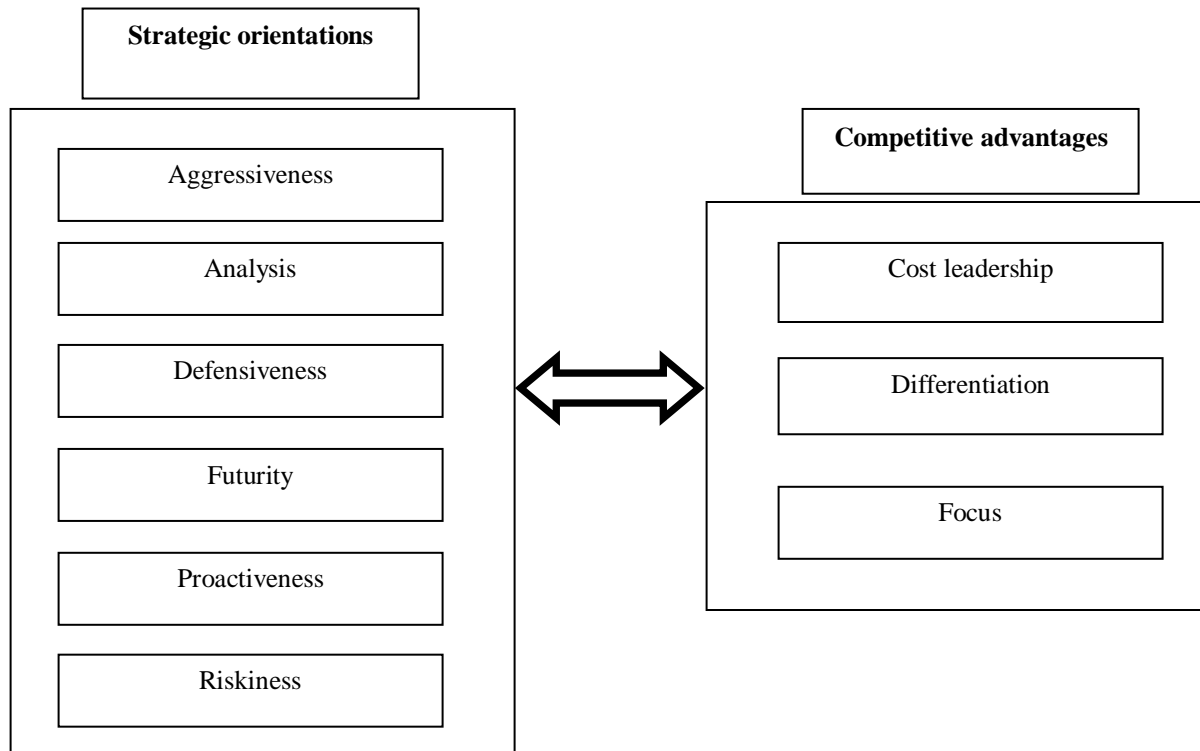 Strategic orientations
Aggressiveness
Analysis
Defensiveness
Futurity
Proactiveness
Riskiness
Competitive advantages
Cost leadership
Differentiation
Focus